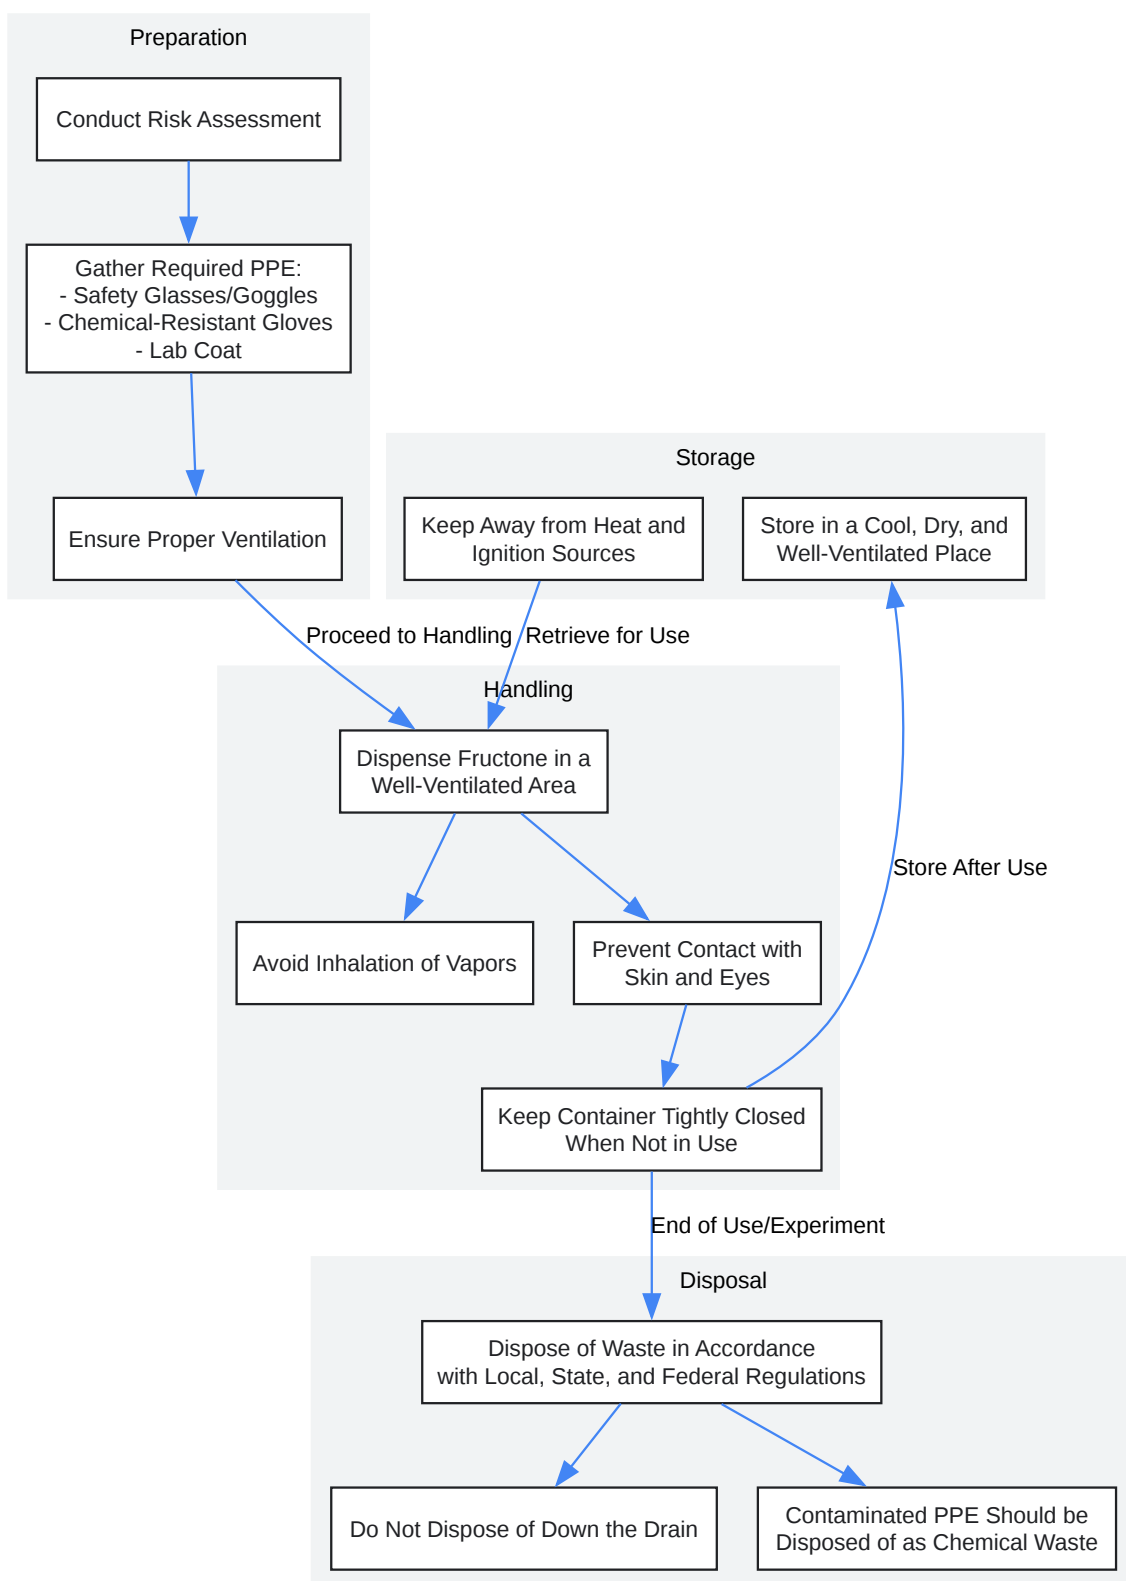 Preparation
Conduct Risk Assessment
Gather Required PPE:
- Safety Glasses/Goggles
- Chemical-Resistant Gloves
- Lab Coat
Ensure Proper Ventilation
Storage
Keep Away from Heat and
Ignition Sources
Store in a Cool, Dry, and
Well-Ventilated Place
Proceed to Handling
Retrieve for Use
Handling
Dispense Fructone in a
Well-Ventilated Area
Store After Use
Avoid Inhalation of Vapors
Prevent Contact with
Skin and Eyes
Keep Container Tightly Closed
When Not in Use
End of Use/Experiment
Disposal
Dispose of Waste in Accordance
with Local, State, and Federal Regulations
Do Not Dispose of Down the Drain
Contaminated PPE Should be
Disposed of as Chemical Waste